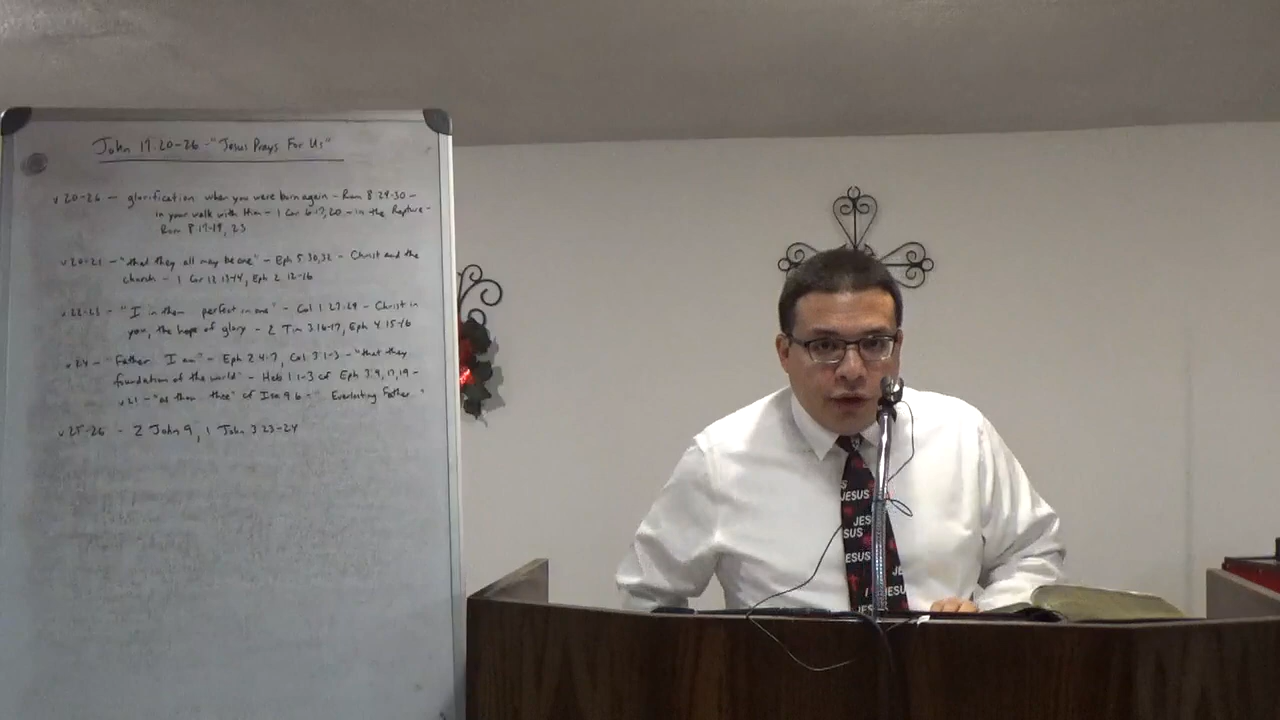 John 17:20-26 - "Jesus Prays For Us"
v 20-26 - glorification when you were born again - Rom 8:29-30 -
in your walk with Him - 1 Cor 6:17,20 - in the Rapture -
Rom 8:17-19, 23
v 20-21 - "that they all may be one" - Eph 5:30,32 - Christ and the
church - 1 Cor 12:13-14, Eph 2:12-16
v 22-23 - "I in them perfect in one" - Col 1:27-29 - Christ in
you, the hope of glory - 2 Tim 3:16-17, Eph 4:15-16
v 24 - "Father I am" - Eph 2:4-7, Col 3:1-3 - "that they
foundation of the world" - Heb 1:1-3 cf Eph 3:9, 17, 19 -
v 21 - "as thou thee" cf Isa 9:6 - "Everlasting Father"
v 25-26 - 2 John 9, 1 John 3:23-24
JESUS
JESUS
JESUS
JESUS